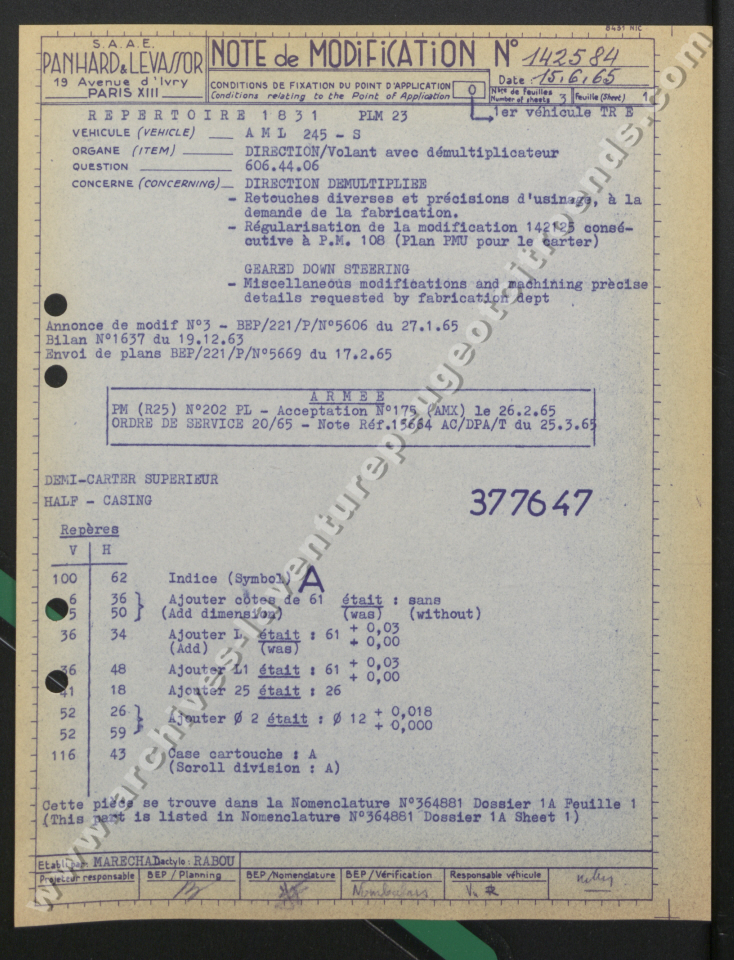 8431 HIC
S.A.A.E.
PANHARD & LEVASSOR
19 Avenue d'Ivry
PARIS XIII
NOTE de MODIFICATION N° 142584
Date 15.6.65
CONDITIONS DE FIXATION DU POINT D'APPLICATION 0
Conditions relating to the Point of Application
Nbre de feuilles
Number of sheets 3
Feuille (Sheet) 1
REPERTOIRE 1831 PLM 23
1er véhicule TR E
VEHICULE (VEHICLE) AML 245 - S
ORGANE (ITEM) DIRECTION/Volant avec démultiplicateur
QUESTION 606.44.06
CONCERNE (CONCERNING) DIRECTION DEMULTIPLIEE
- Retouches diverses et précisions d'usinage, à la
demande de la fabrication.
- Régularisation de la modification 142125 consé-
cutive à P.M. 108 (Plan PMU pour le carter)
GEARED DOWN STEERING
- Miscellaneous modifications and machining précise
details requested by fabrication dept
Annonce de modif N°3 - BEP/221/P/N°5606 du 27.1.65
Bilan N°1637 du 19.12.63
Envoi de plans BEP/221/P/N°5669 du 17.2.65
ARMEE
PM (R25) N°202 PL - Acceptation N°175 (AMX) le 26.2.65
ORDRE DE SERVICE 20/65 - Note Réf.15664 AC/DPA/T du 25.3.65
DEMI-CARTER SUPERIEUR
HALF - CASING
377647
Repères
V H
100 62 Indice (Symbol) A
6 36 } Ajouter côtes de 61 était : sans
5 50 (Add dimension) (was) (without)
36 34 Ajouter L était : 61 + 0,03 + 0,00
(Add) (was)
36 48 Ajouter L1 était : 61 + 0,03 + 0,00
41 18 Ajouter 25 était : 26
52 26 } Ajouter Ø 2 était : Ø 12 + 0,018 + 0,000
52 59
116 43 Case cartouche : A
(Scroll division : A)
Cette pièce se trouve dans la Nomenclature N°364881 Dossier 1A Feuille 1
(This part is listed in Nomenclature N°364881 Dossier 1A Sheet 1)
Etabli par: MARECHAL Dactylo: RABOU
Projeteur responsable BEP / Planning BEP / Nomenclature BEP / Vérification Responsable véhicule
www.archives-laventurepeugeotcitroends.com